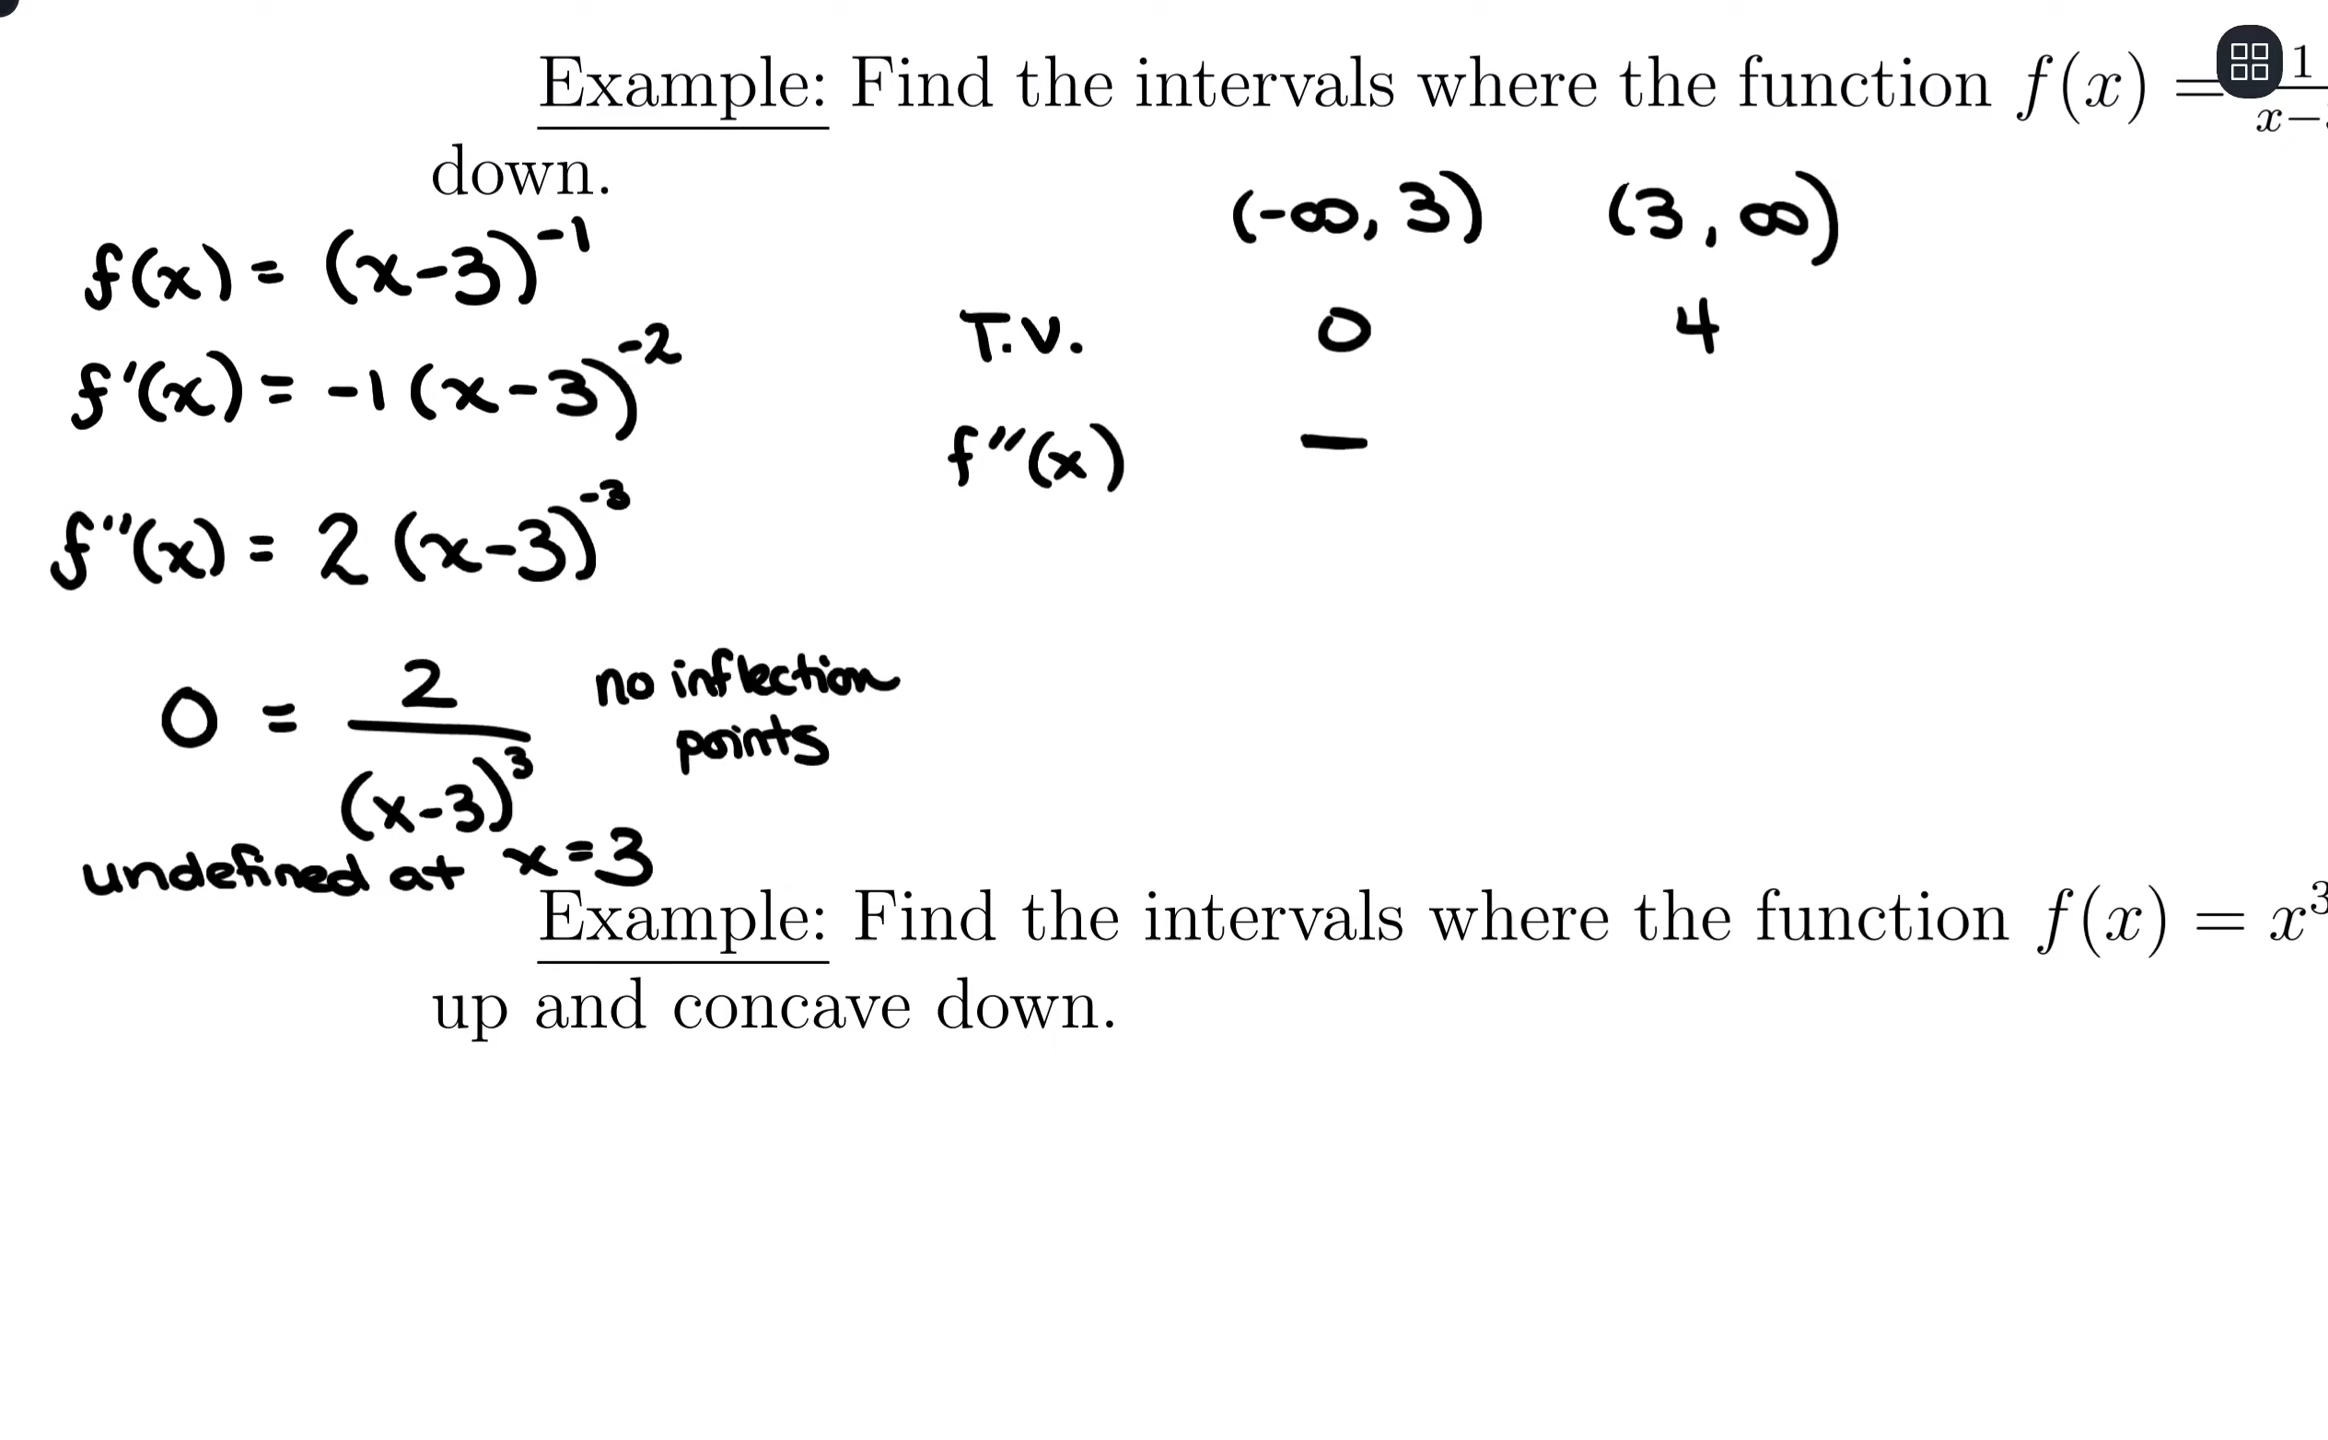 Example: Find the intervals where the function f(x) = 1/x−
down.
(-∞, 3) (3, ∞)
f(x) = (x-3)^-1
T.V. 0 4
f'(x) = -1(x-3)^-2
f''(x) —
f''(x) = 2(x-3)^-3
0 = 2/(x-3)^3 no inflection
points
undefined at x=3
Example: Find the intervals where the function f(x) = x^3
up and concave down.